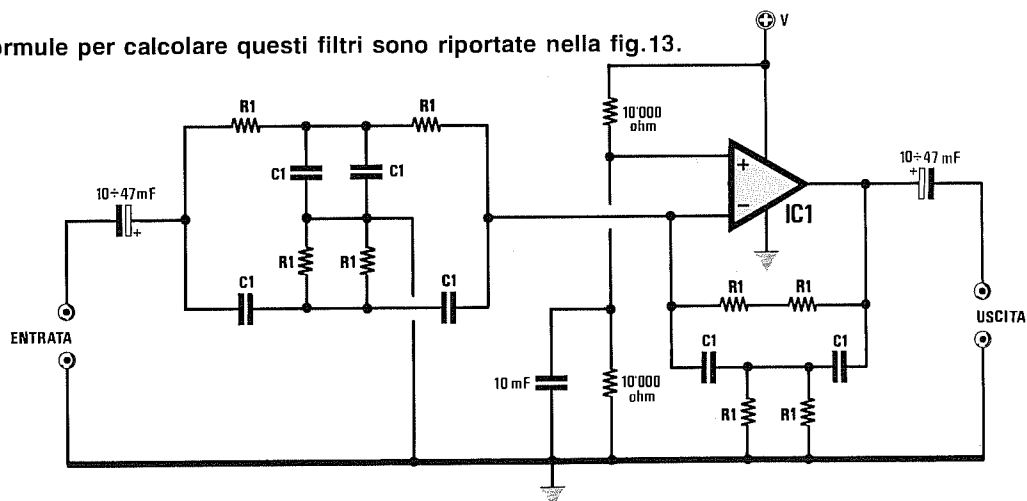 ormule per calcolare questi filtri sono riportate nella fig.13.
V
R1
R1
10'000
ohm
10÷47mF
+
C1
C1
+
−
IC1
10÷47 mF
+
R1
R1
C1
C1
R1
R1
ENTRATA
USCITA
C1
C1
10 mF
10'000
ohm
R1
R1